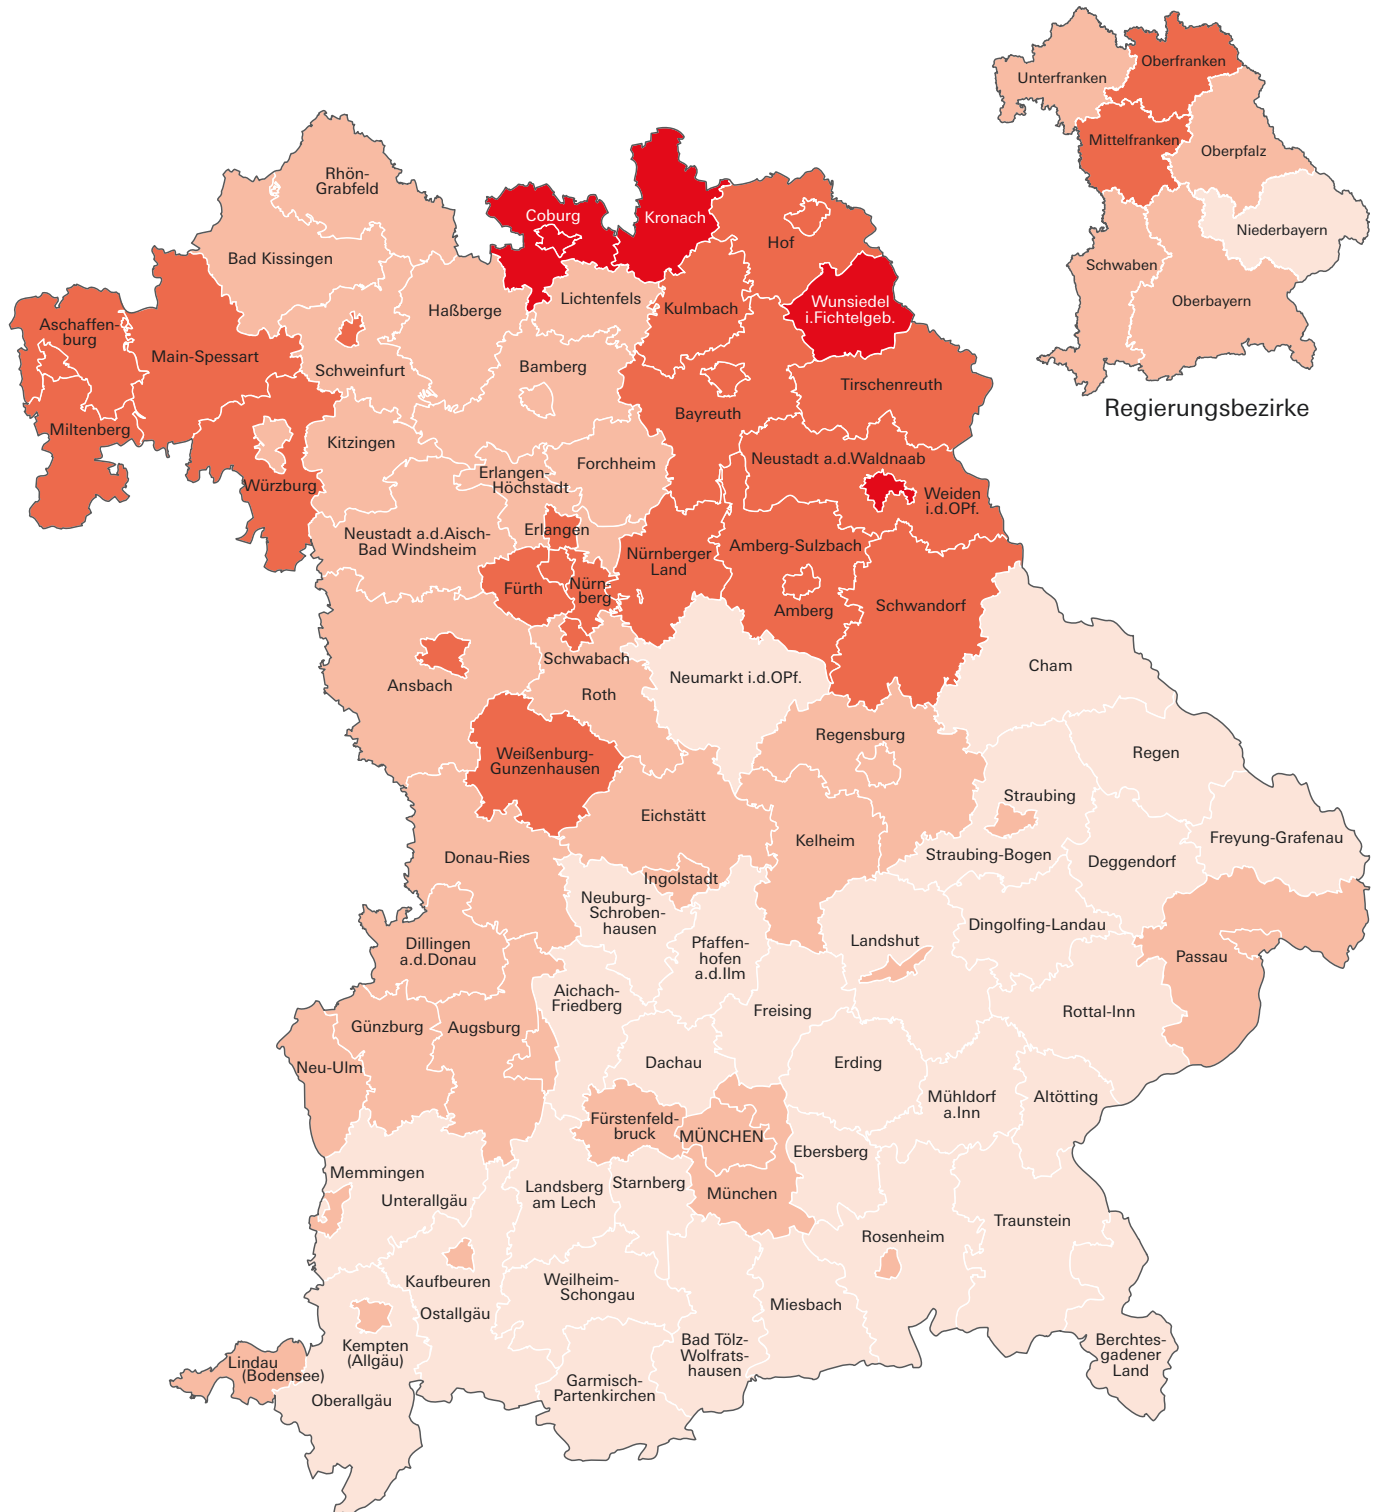 Oberfranken
Unterfranken
Mittelfranken
Oberpfalz
Niederbayern
Schwaben
Oberbayern
Regierungsbezirke
Rhön-
Grabfeld
Coburg
Kronach
Hof
Bad Kissingen
Lichtenfels
Haßberge
Kulmbach
Wunsiedel
i.Fichtelgeb.
Aschaffen-
burg
Main-Spessart
Schweinfurt
Bamberg
Tirschenreuth
Bayreuth
Miltenberg
Kitzingen
Würzburg
Erlangen-
Höchstadt
Forchheim
Neustadt a.d.Waldnaab
Weiden
i.d.OPf.
Neustadt a.d.Aisch-
Bad Windsheim
Erlangen
Nürnberger
Land
Amberg-Sulzbach
Fürth
Nürn-
berg
Amberg
Schwandorf
Schwabach
Ansbach
Roth
Neumarkt i.d.OPf.
Cham
Weißenburg-
Gunzenhausen
Regensburg
Regen
Straubing
Eichstätt
Kelheim
Freyung-Grafenau
Donau-Ries
Straubing-Bogen
Deggendorf
Ingolstadt
Neuburg-
Schroben-
hausen
Dingolfing-Landau
Dillingen
a.d.Donau
Pfaffen-
hofen
a.d.Ilm
Landshut
Passau
Aichach-
Friedberg
Freising
Rottal-Inn
Günzburg
Augsburg
Neu-Ulm
Dachau
Erding
Mühldorf
a.Inn
Altötting
Fürstenfeld-
bruck
MÜNCHEN
Ebersberg
Memmingen
Unterallgäu
Landsberg
am Lech
Starnberg
München
Traunstein
Rosenheim
Kaufbeuren
Weilheim-
Schongau
Ostallgäu
Miesbach
Kempten
(Allgäu)
Bad Tölz-
Wolfrats-
hausen
Berchtes-
gadener
Land
Lindau
(Bodensee)
Oberallgäu
Garmisch-
Partenkirchen